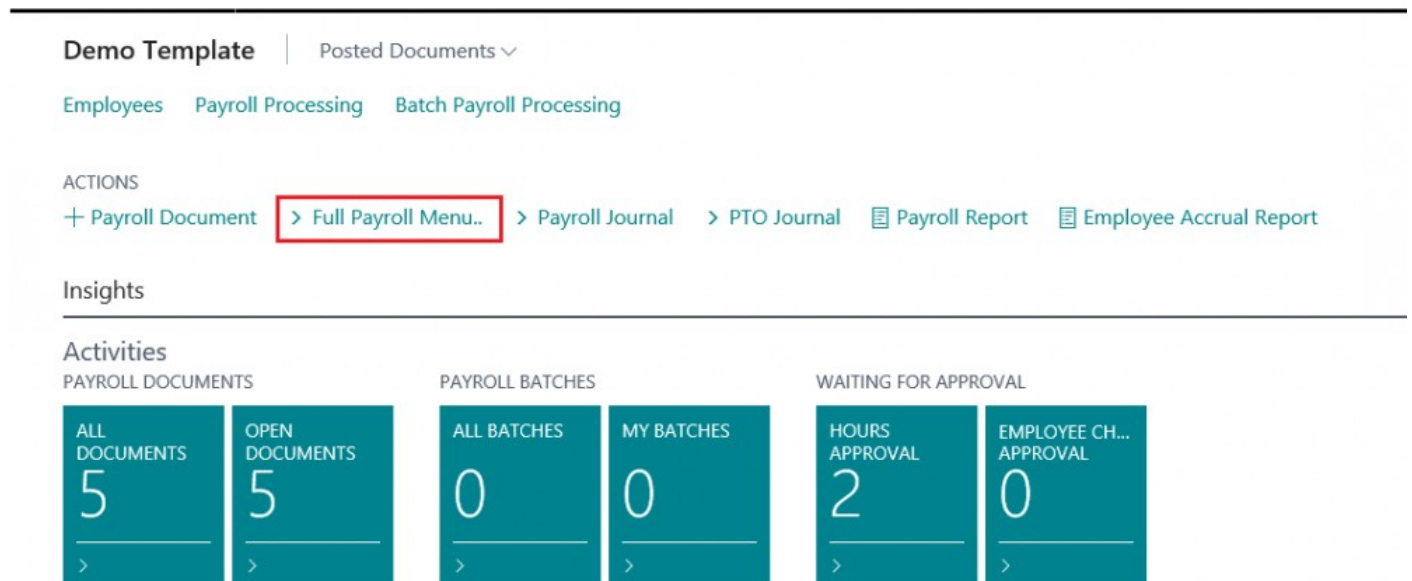 Demo Template Posted Documents
Employees Payroll Processing Batch Payroll Processing
ACTIONS
Payroll Document Full Payroll Menu.. Payroll Journal PTO Journal Payroll Report Employee Accrual Report
Insights
Activities
PAYROLL DOCUMENTS PAYROLL BATCHES WAITING FOR APPROVAL
ALL DOCUMENTS
5
OPEN DOCUMENTS
5
ALL BATCHES
0
MY BATCHES
0
HOURS APPROVAL
2
EMPLOYEE CH... APPROVAL
0